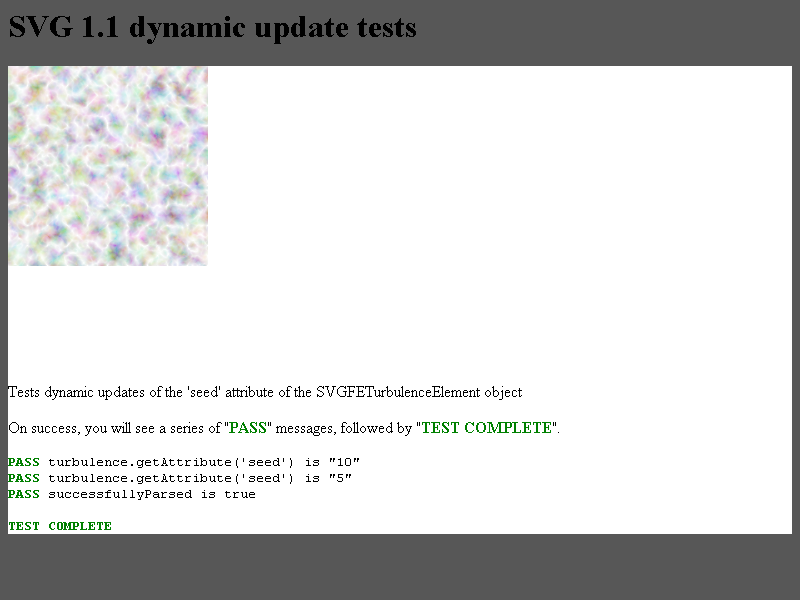 SVG 1.1 dynamic update tests
Tests dynamic updates of the 'seed' attribute of the SVGFETurbulenceElement object
On success, you will see a series of "PASS" messages, followed by "TEST COMPLETE".
PASS turbulence.getAttribute('seed') is "10"
PASS turbulence.getAttribute('seed') is "5"
PASS successfullyParsed is true
TEST COMPLETE